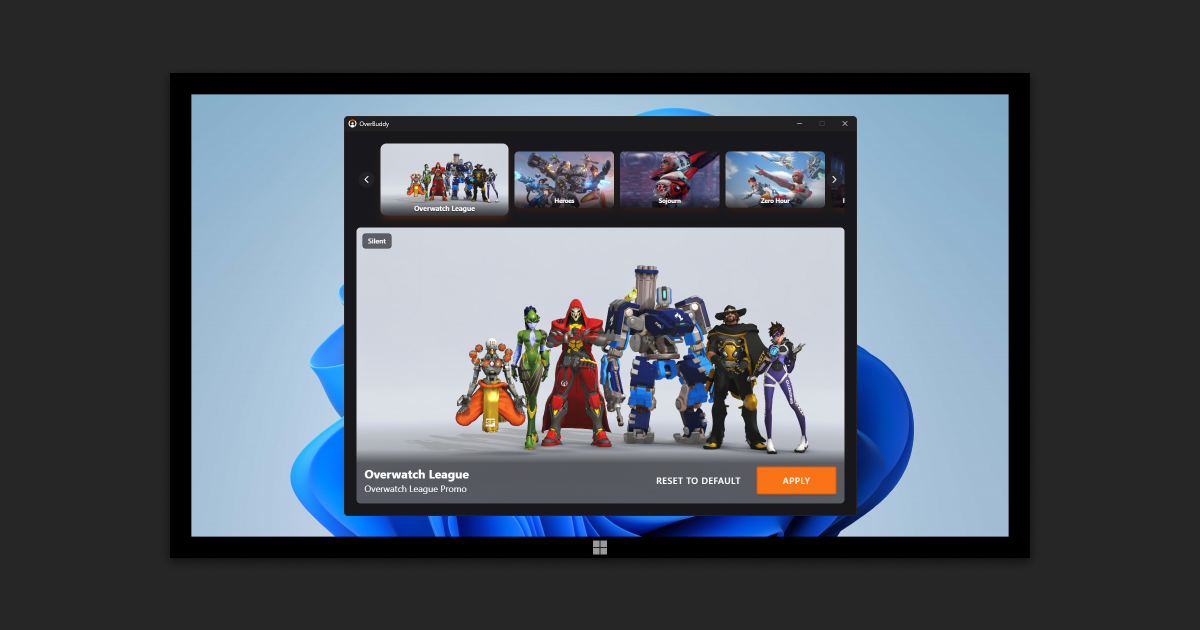 OverBuddy
Overwatch League
Heroes
Sojourn
Zero Hour
Silent
Overwatch League
Overwatch League Promo
RESET TO DEFAULT
APPLY